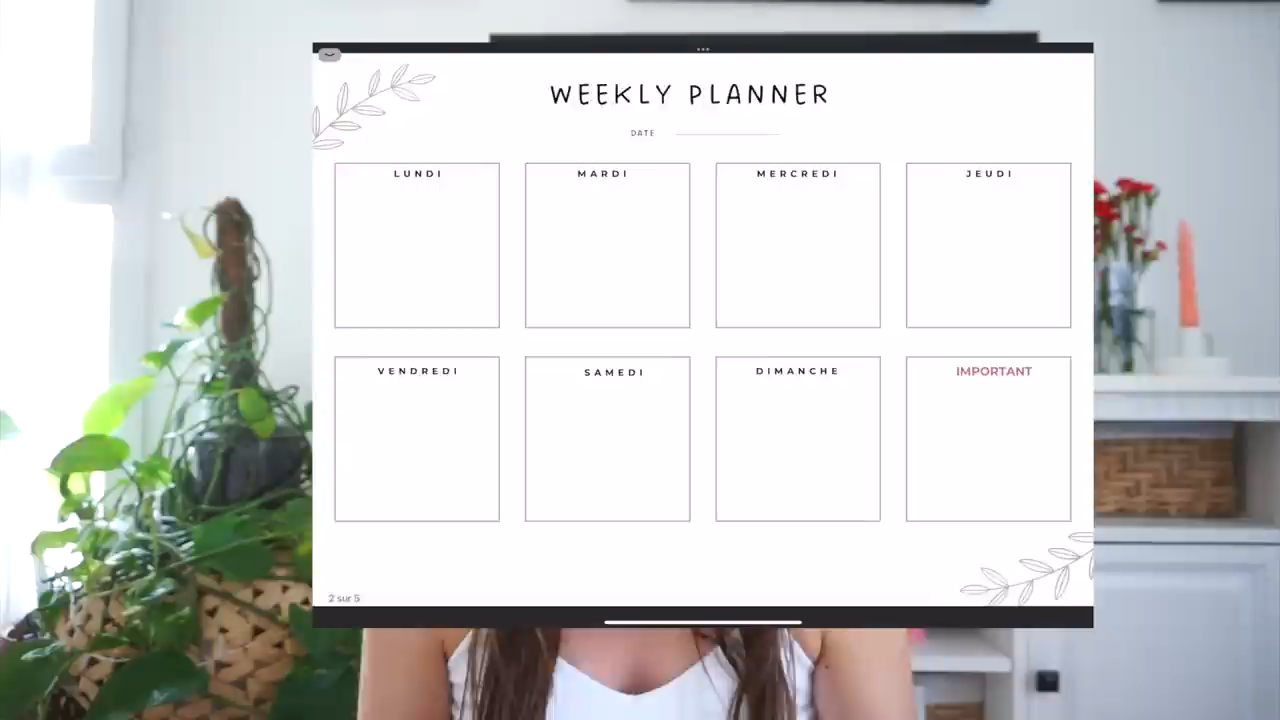 WEEKLY PLANNER
DATE
LUNDI MARDI MERCREDI JEUDI
VENDREDI SAMEDI DIMANCHE IMPORTANT
2 sur 5